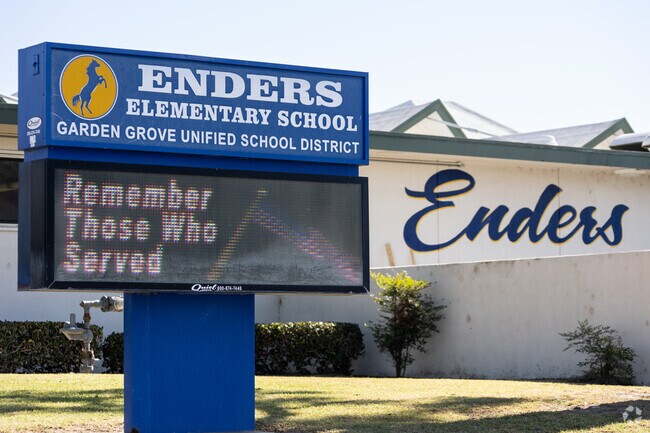 ENDERS
ELEMENTARY SCHOOL
GARDEN GROVE UNIFIED SCHOOL DISTRICT
Remember
Those Who
Served
Enders